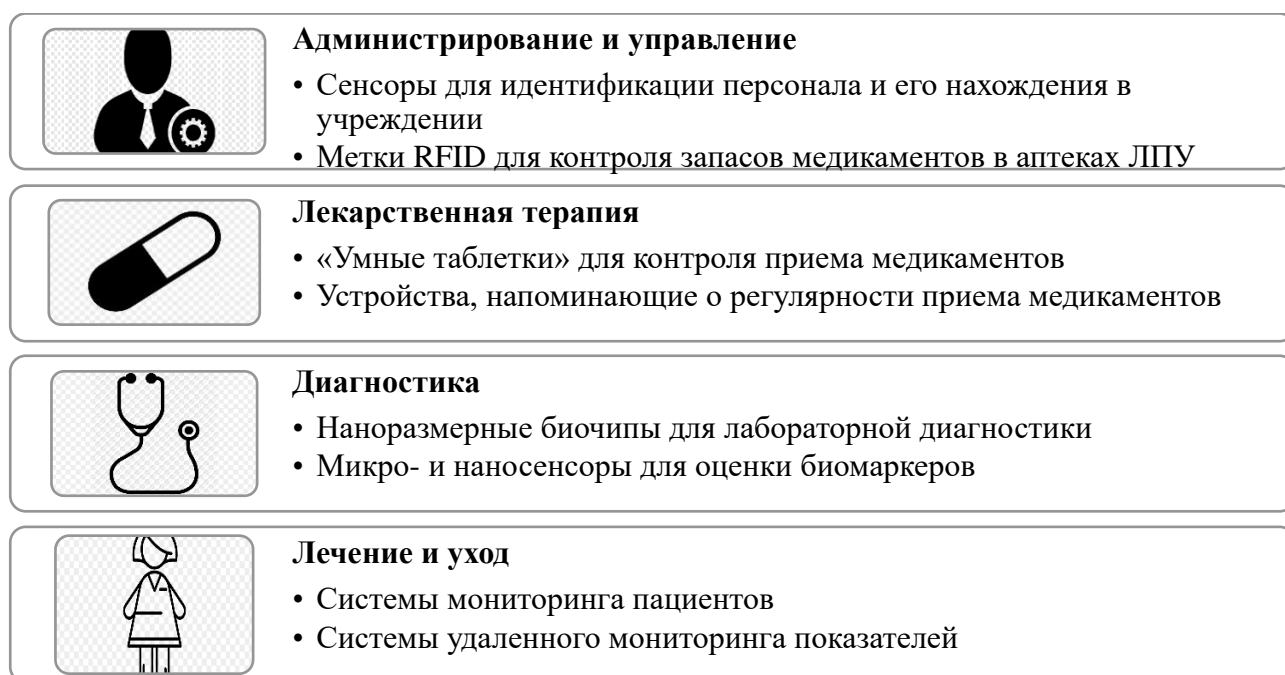 Администрирование и управление
• Сенсоры для идентификации персонала и его нахождения в
учреждении
• Метки RFID для контроля запасов медикаментов в аптеках ЛПУ
Лекарственная терапия
• «Умные таблетки» для контроля приема медикаментов
• Устройства, напоминающие о регулярности приема медикаментов
Диагностика
• Наноразмерные биочипы для лабораторной диагностики
• Микро- и наносенсоры для оценки биомаркеров
Лечение и уход
• Системы мониторинга пациентов
• Системы удаленного мониторинга показателей